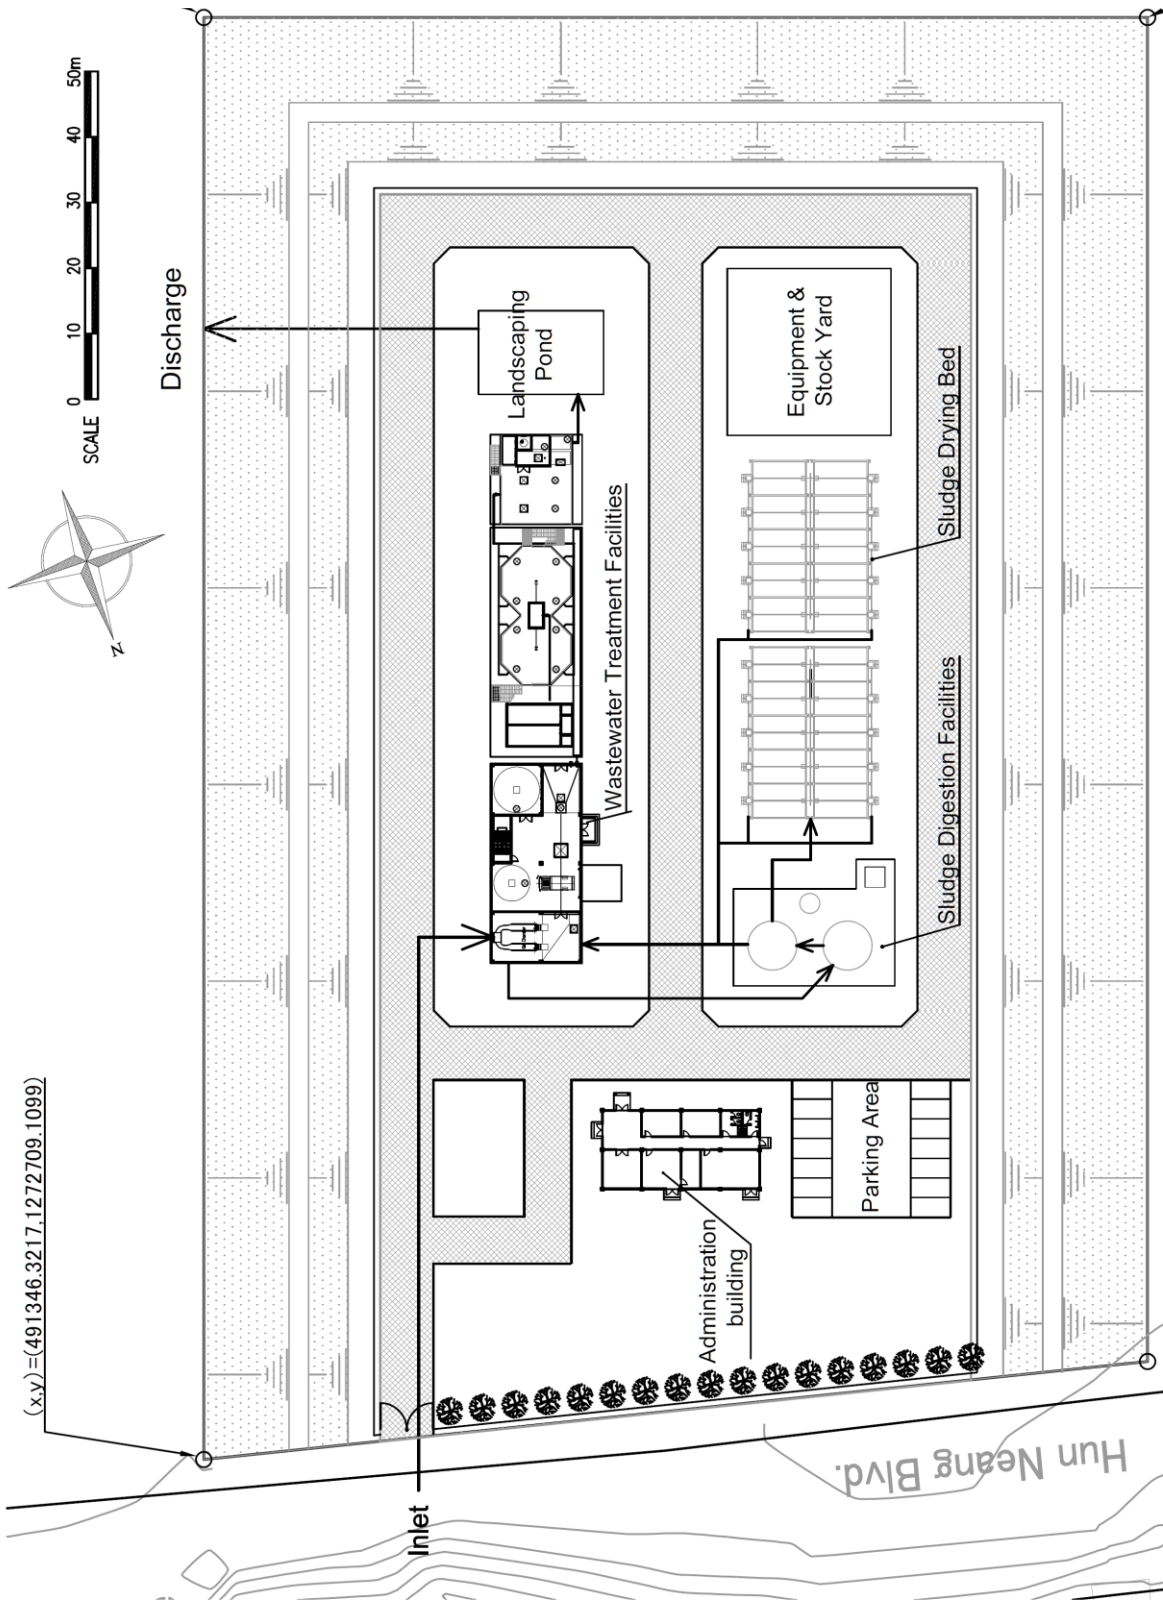 SCALE
0
10
20
30
40
50m
N
Discharge
Landscaping
Pond
Equipment &
Stock Yard
Sludge Drying Bed
Wastewater Treatment Facilities
Sludge Digestion Facilities
Parking Area
Administration
building
(x,y)=(491346.3217,1272709.1099)
Inlet
Hun Neang Blvd.